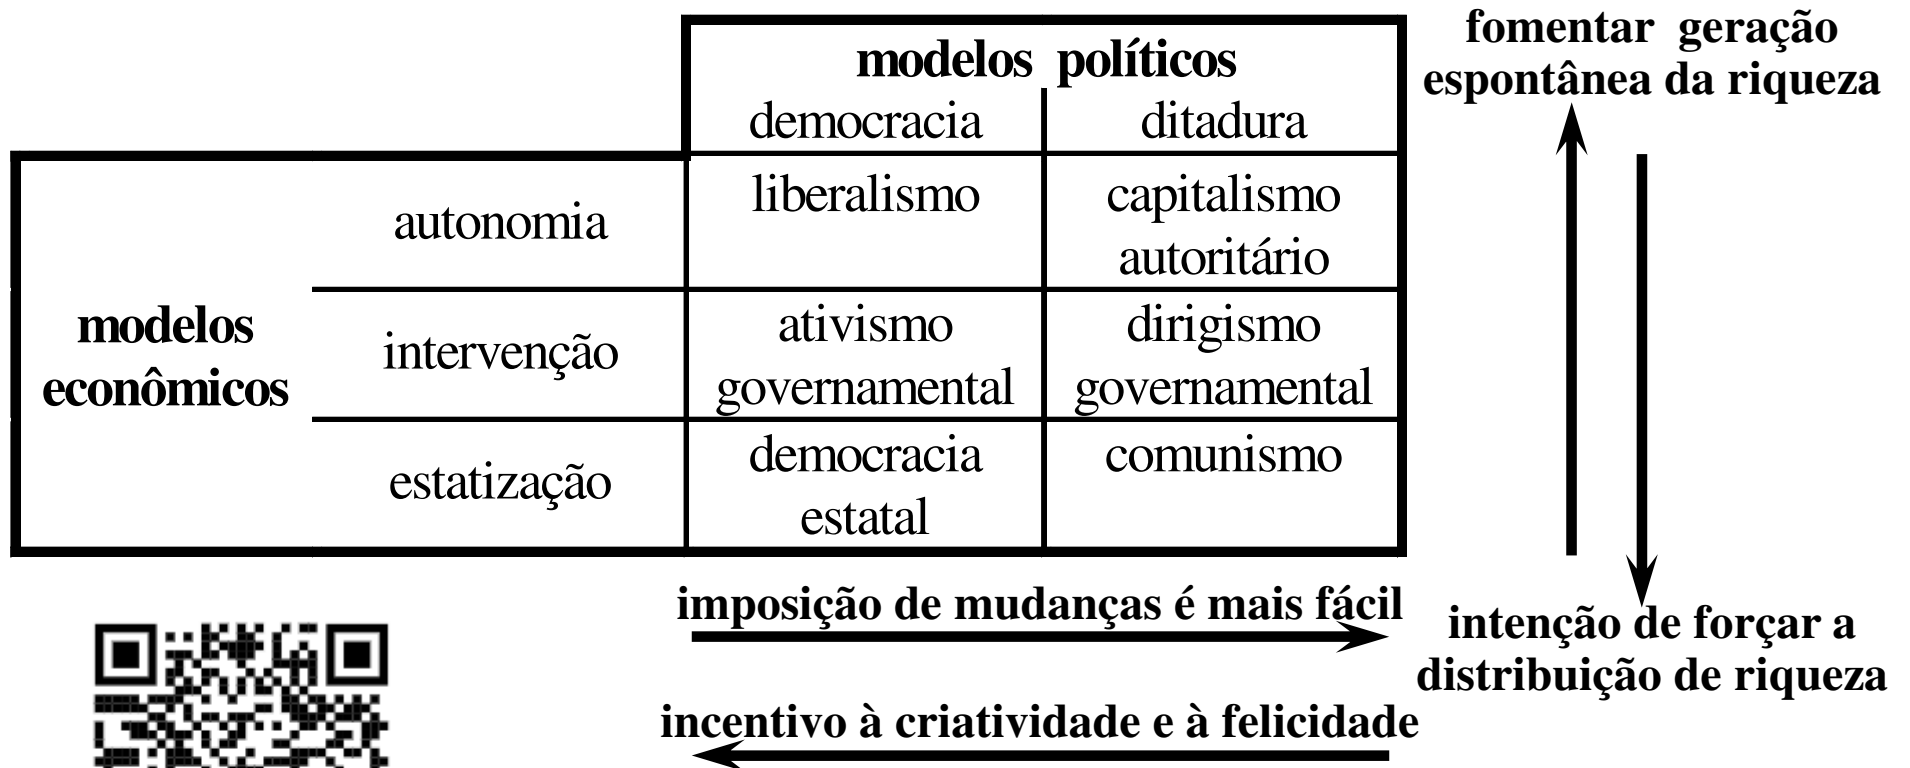 modelos políticos
democracia ditadura
autonomia
liberalismo
capitalismo
autoritário
modelos
econômicos
intervenção
ativismo
governamental
dirigismo
governamental
estatização
democracia
estatal
comunismo
fomentar geração
espontânea da riqueza
intenção de forçar a
distribuição de riqueza
imposição de mudanças é mais fácil
incentivo à criatividade e à felicidade